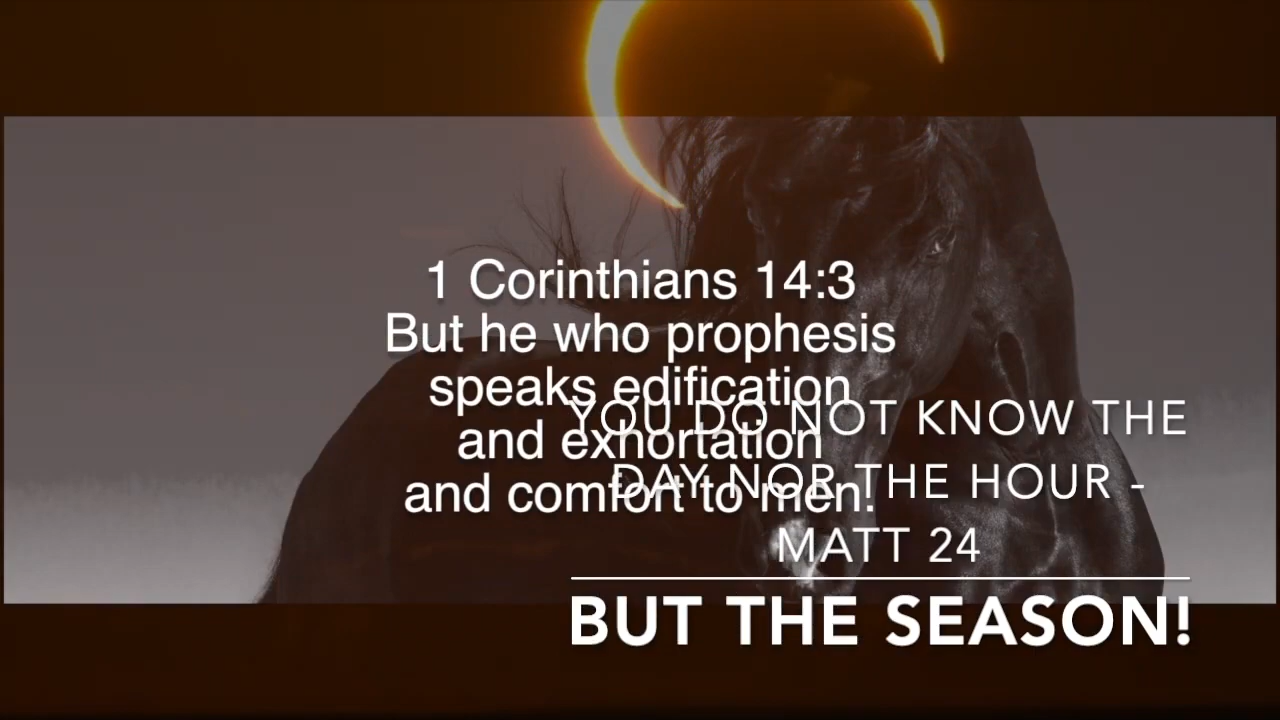 1 Corinthians 14:3
But he who prophesis
speaks edification
and exhortation
and comfort to men.
YOU DO NOT KNOW THE
DAY NOR THE HOUR -
MATT 24
BUT THE SEASON!